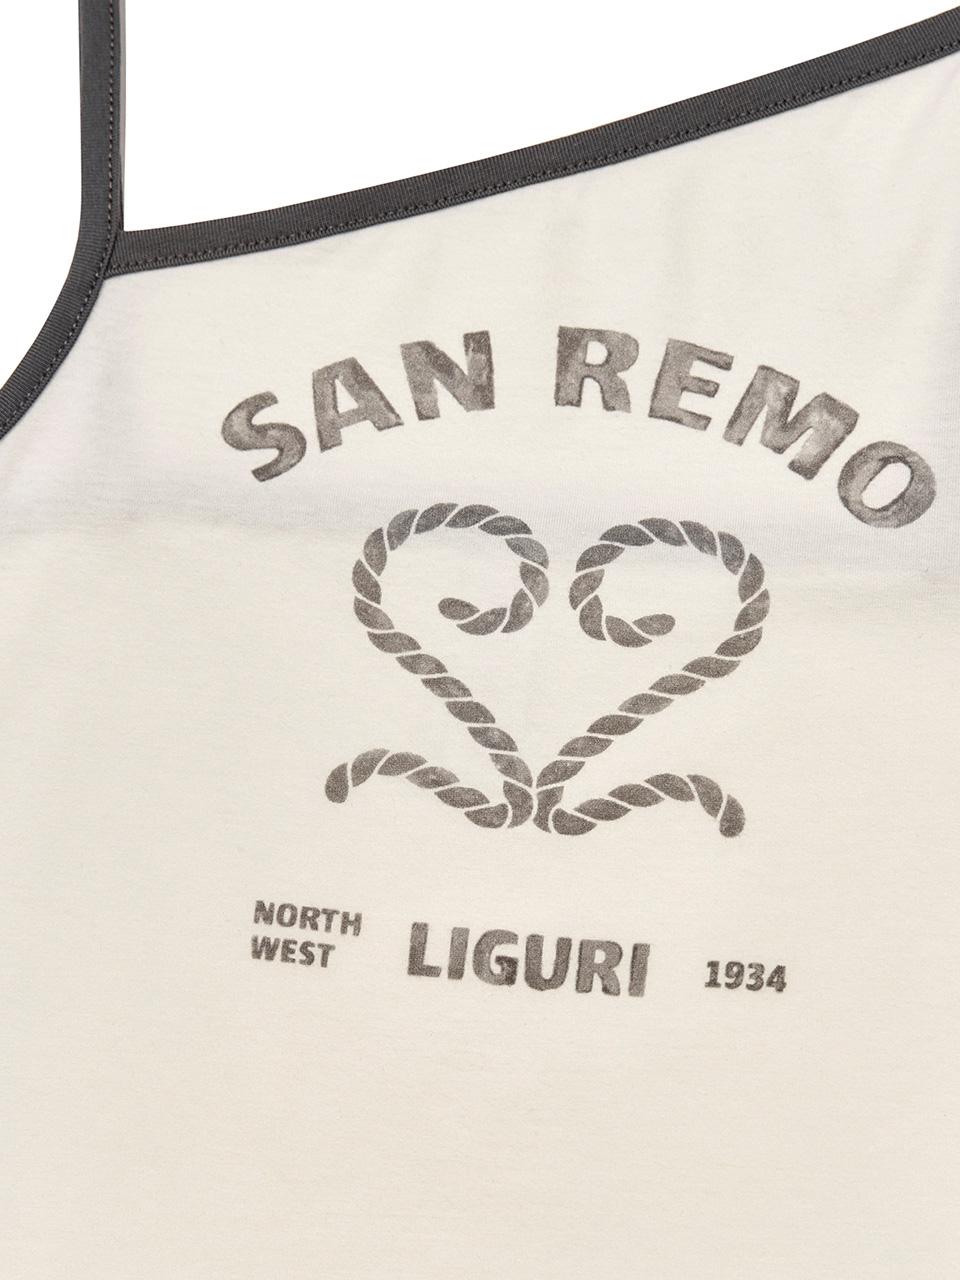 SAN REMO
NORTH
WEST
LIGURI
1934